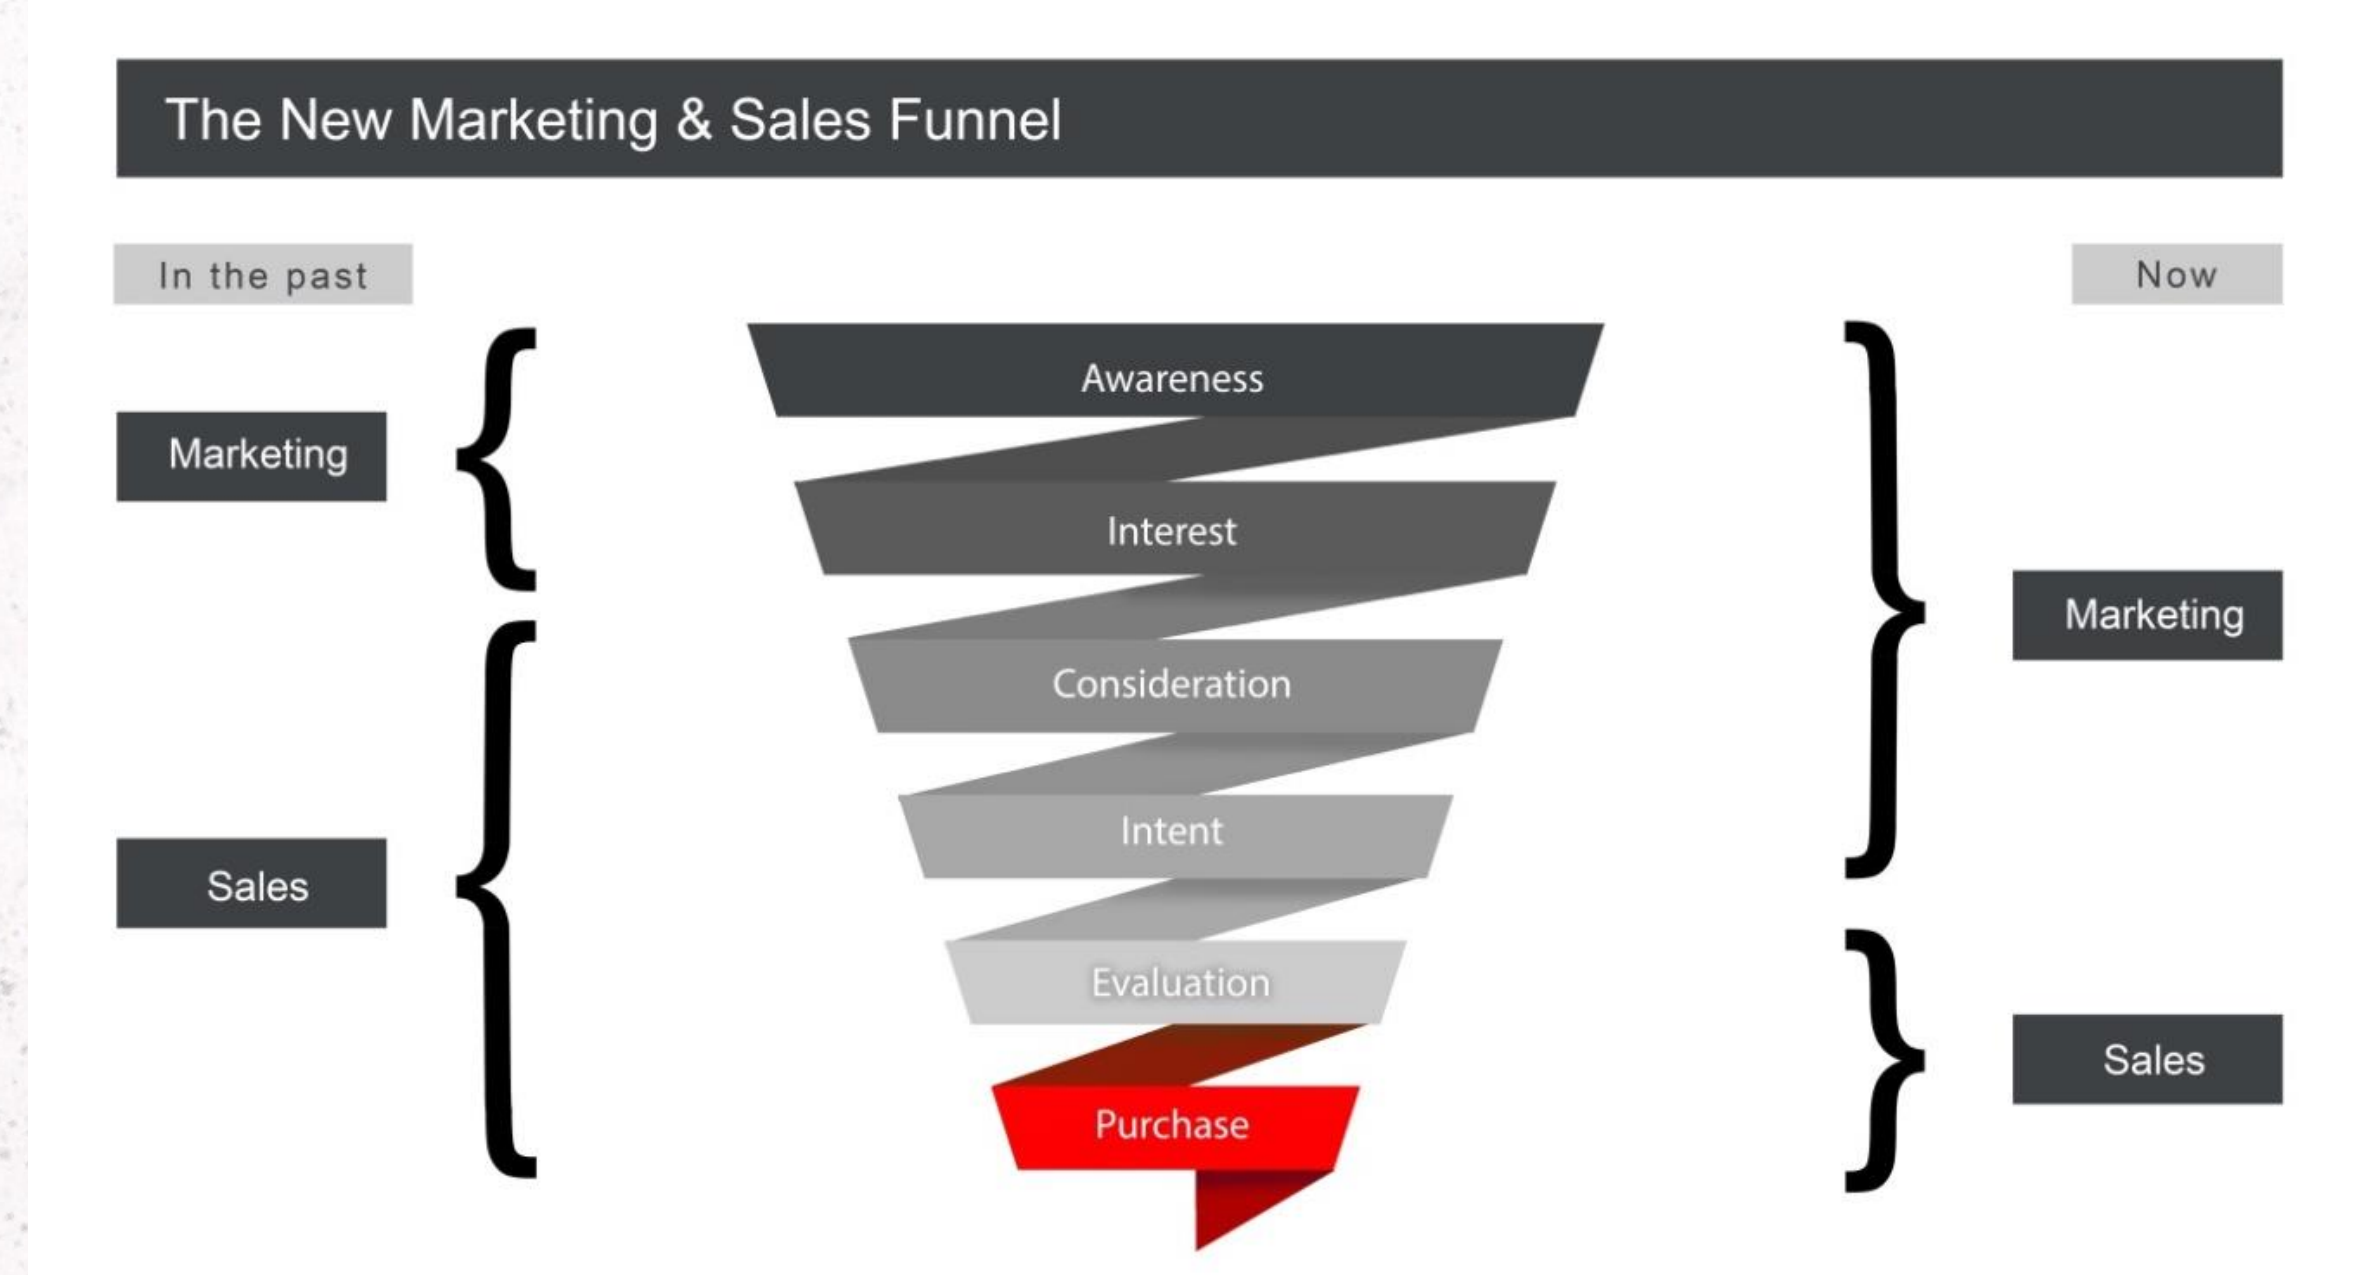 The New Marketing & Sales Funnel
In the past
Now
Awareness
Marketing
Interest
Marketing
Consideration
Intent
Sales
Evaluation
Sales
Purchase